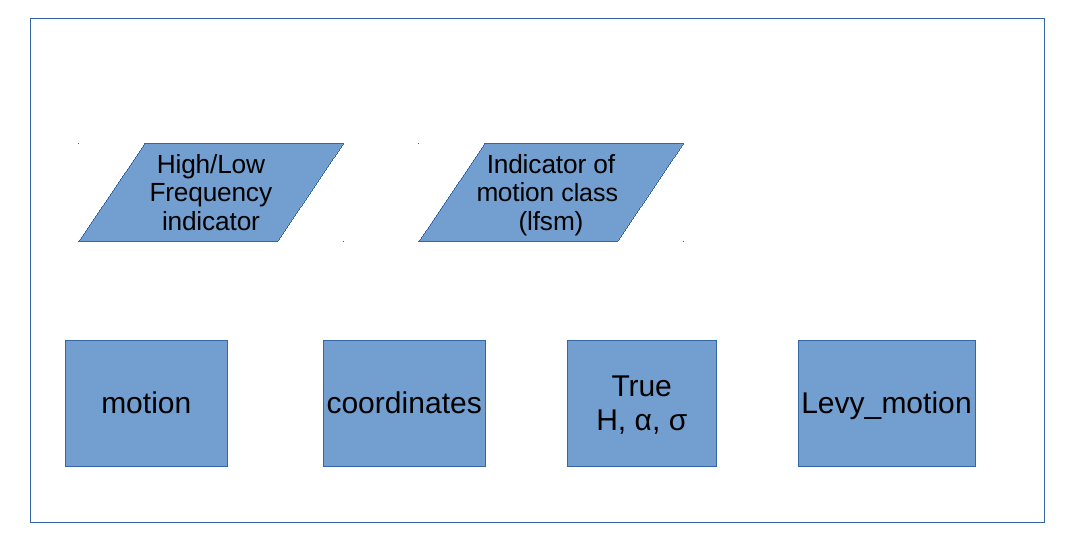 High/Low
Frequency
indicator
Indicator of
motion class
(lfsm)
motion
coordinates
True
H, α, σ
Levy_motion